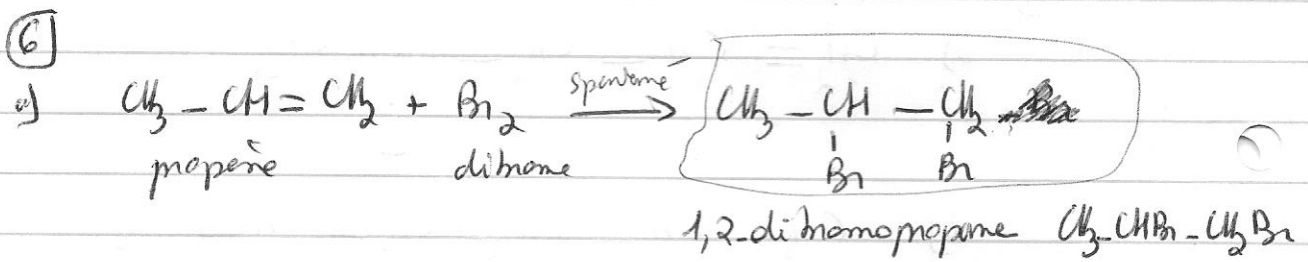 6
a) CH3 – CH = CH2 + Br2 spontané → CH3 – CH – CH2
propène dibrome Br Br
1,2-dibromopropane CH3-CHBr-CH2Br